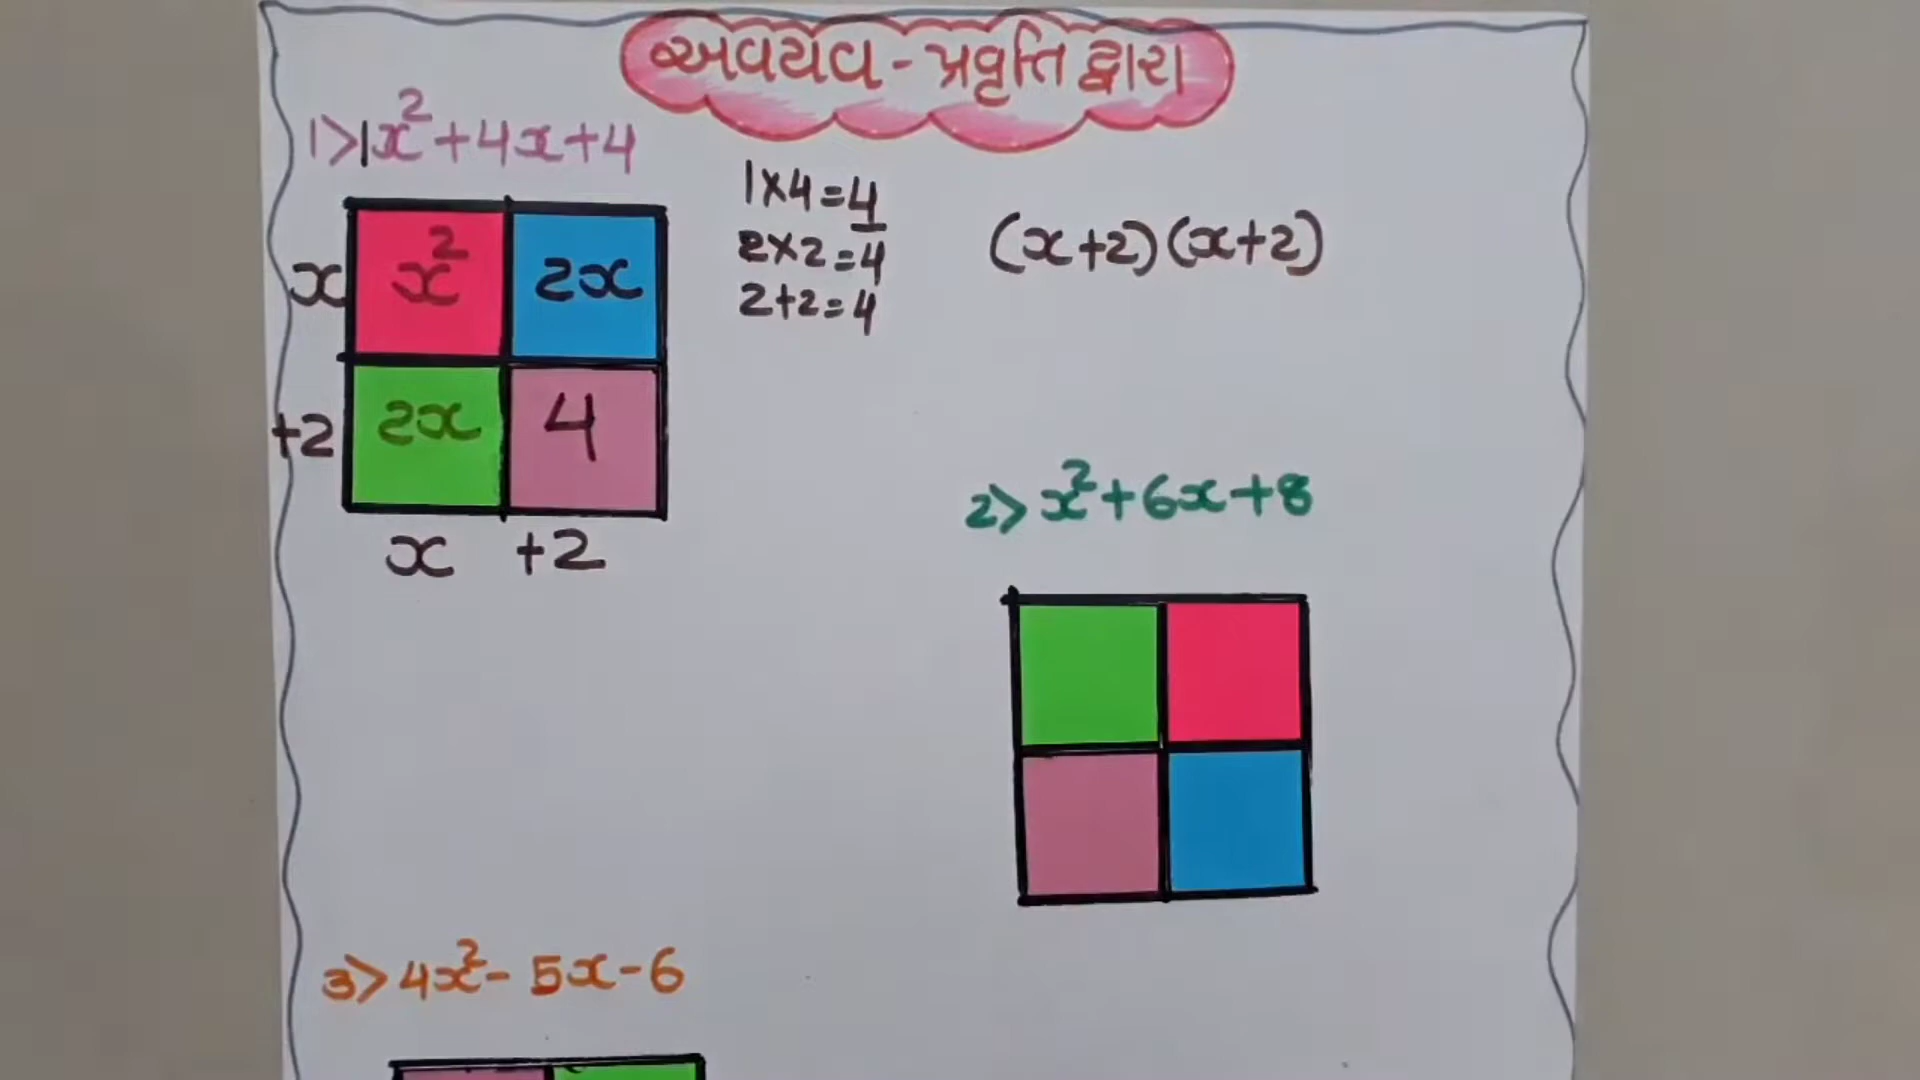 અવયવ - પ્રવૃત્તિ દ્વારા
1> 1x² + 4x + 4
1 × 4 = 4
2 × 2 = 4
2 + 2 = 4
(x+2)(x+2)
x x² 2x
+2 2x 4
x +2
2> x² + 6x + 8
3> 4x² - 5x - 6